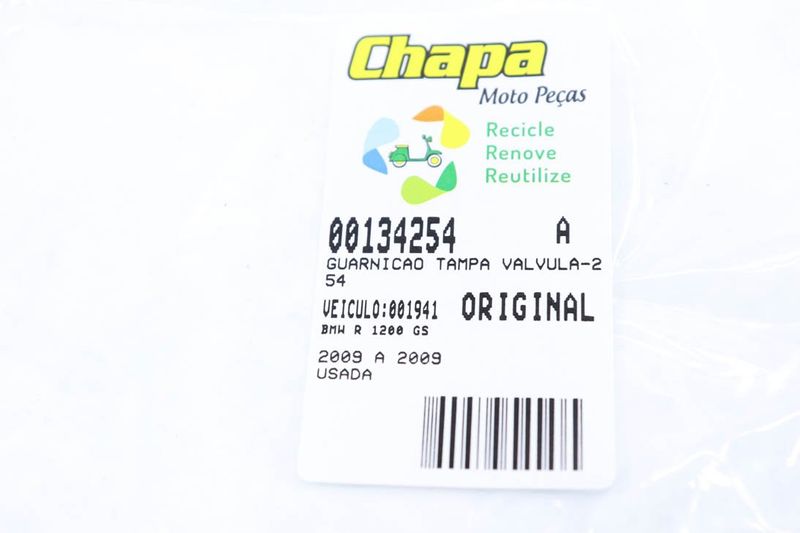 Chapa
Moto Peças
Recicle
Renove
Reutilize
00134254 A
GUARNICAO TAMPA VALVULA-2
54
VEICULO:001941 ORIGINAL
BMW R 1200 GS
2009 A 2009
USADA